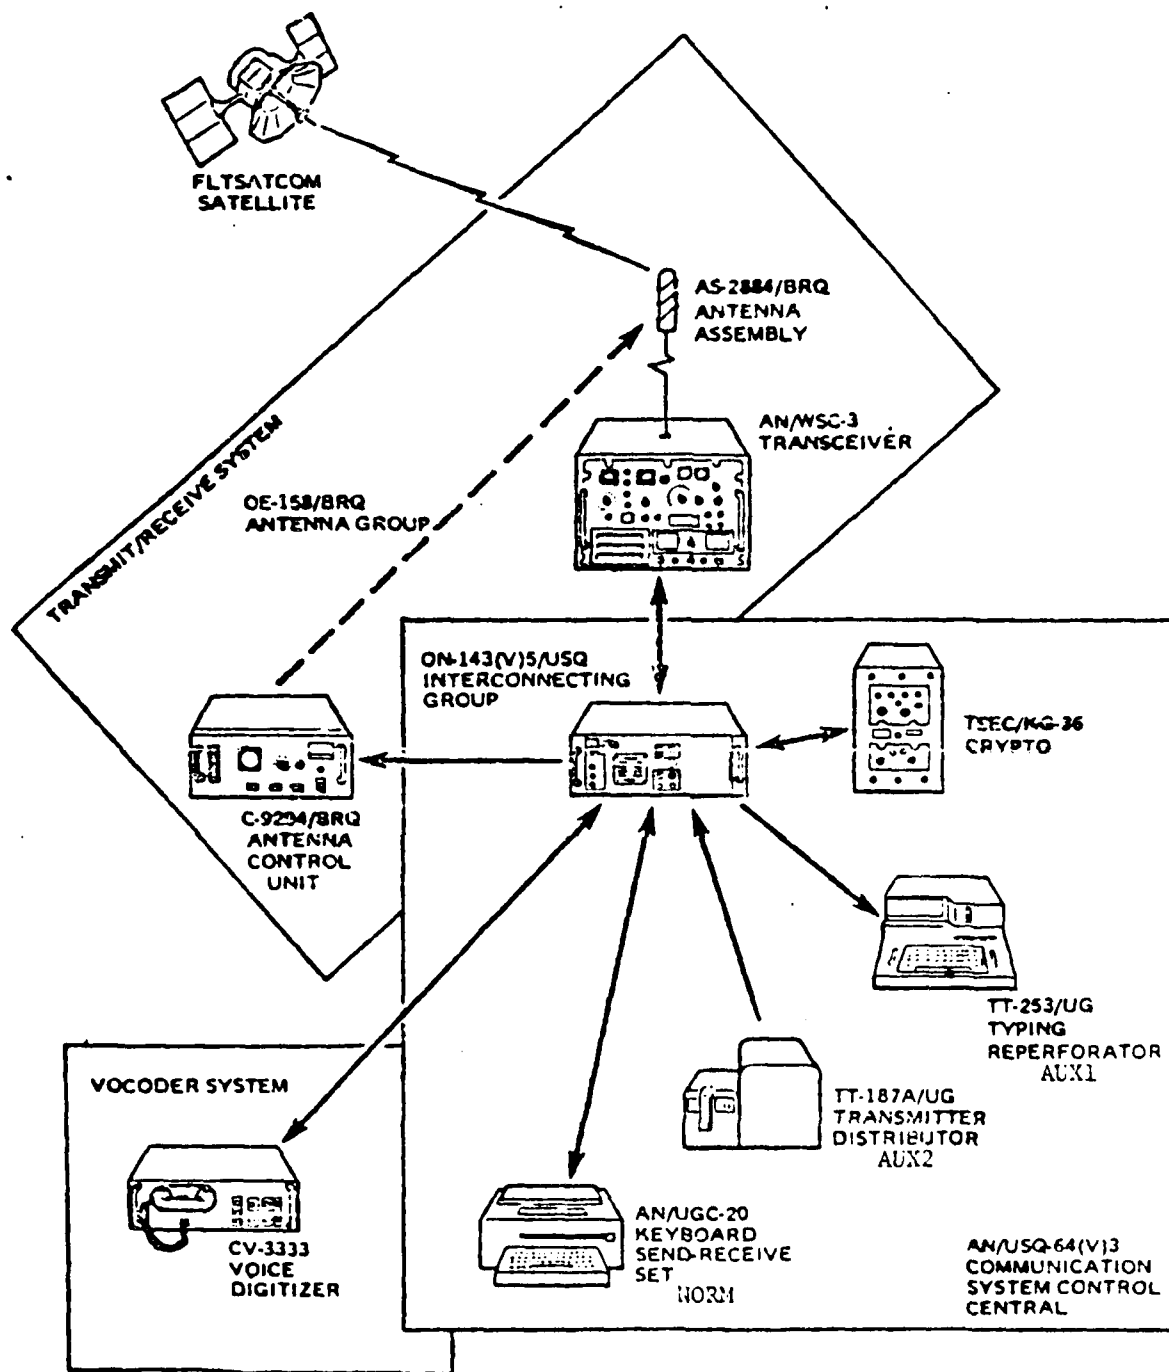 FLTSATCOM
SATELLITE
AS-2884/BRQ
ANTENNA
ASSEMBLY
AN/WSC-3
TRANSCEIVER
TRANSMIT/RECEIVE SYSTEM
OE-158/BRQ
ANTENNA GROUP
ON-143(V)5/USQ
INTERCONNECTING
GROUP
TSEC/KG-36
CRYPTO
C-9294/BRQ
ANTENNA
CONTROL
UNIT
TT-253/UG
TYPING
REPERFORATOR
AUX1
VOCODER SYSTEM
TT-187A/UG
TRANSMITTER
DISTRIBUTOR
AUX2
CV-3333
VOICE
DIGITIZER
AN/UGC-20
KEYBOARD
SEND-RECEIVE
SET
NORM
AN/USQ-64(V)3
COMMUNICATION
SYSTEM CONTROL
CENTRAL